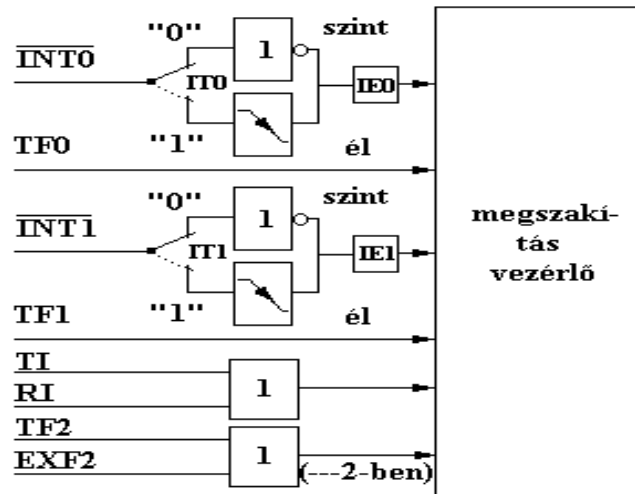 "0" szint
INT0
1
IT0 IE0
TF0 "1" él
"0" szint
INT1
1
IT1 IE1
TF1 "1" él
TI
RI
1
TF2
EXF2
1
(---2-ben)
megszakí-
tás
vezérlő